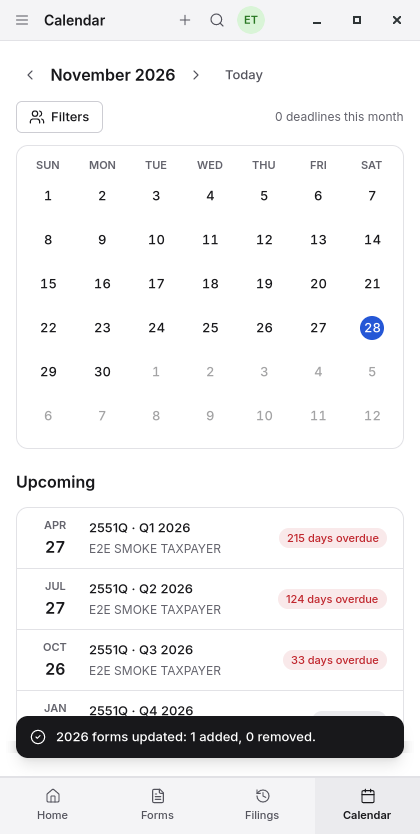 Calendar
ET
November 2026
Today
Filters
0 deadlines this month
SUN MON TUE WED THU FRI SAT
1 2 3 4 5 6 7
8 9 10 11 12 13 14
15 16 17 18 19 20 21
22 23 24 25 26 27 28
29 30 1 2 3 4 5
6 7 8 9 10 11 12
Upcoming
APR
27
2551Q · Q1 2026
E2E SMOKE TAXPAYER
215 days overdue
JUL
27
2551Q · Q2 2026
E2E SMOKE TAXPAYER
124 days overdue
OCT
26
2551Q · Q3 2026
E2E SMOKE TAXPAYER
33 days overdue
JAN
2551Q · Q4 2026
2026 forms updated: 1 added, 0 removed.
Home
Forms
Filings
Calendar